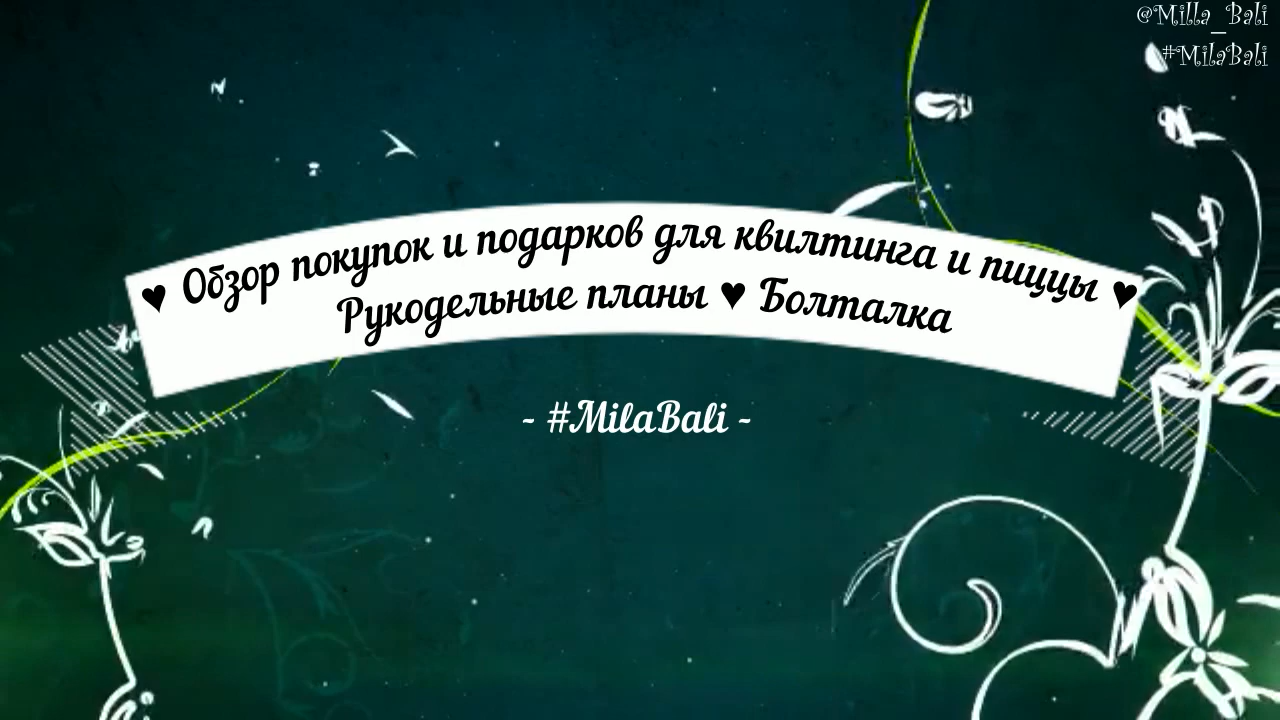 @Milla_Bali
#MilaBali
♥ Обзор покупок и подарков для квилтинга и пиццы ♥
Рукодельные планы ♥ Болталка
- #MilaBali -